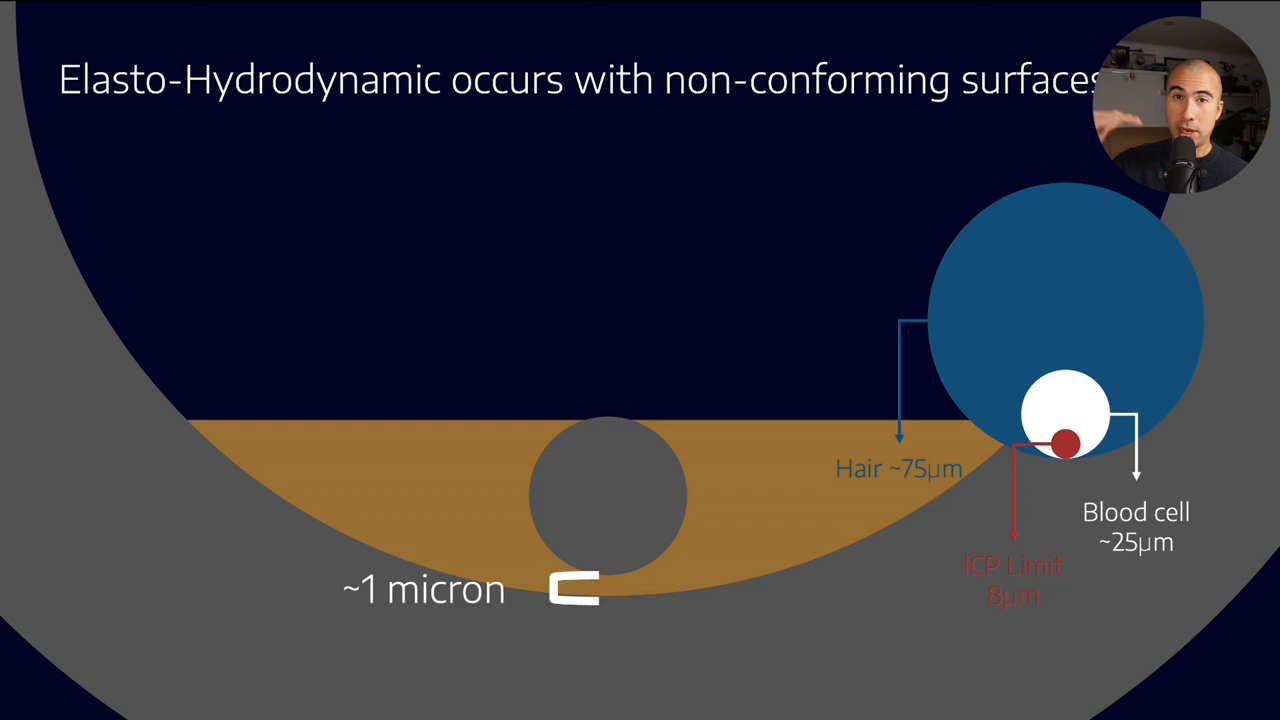 Elasto-Hydrodynamic occurs with non-conforming surfaces
Hair ~75μm
Blood cell
~25μm
ICP Limit
8μm
~1 micron